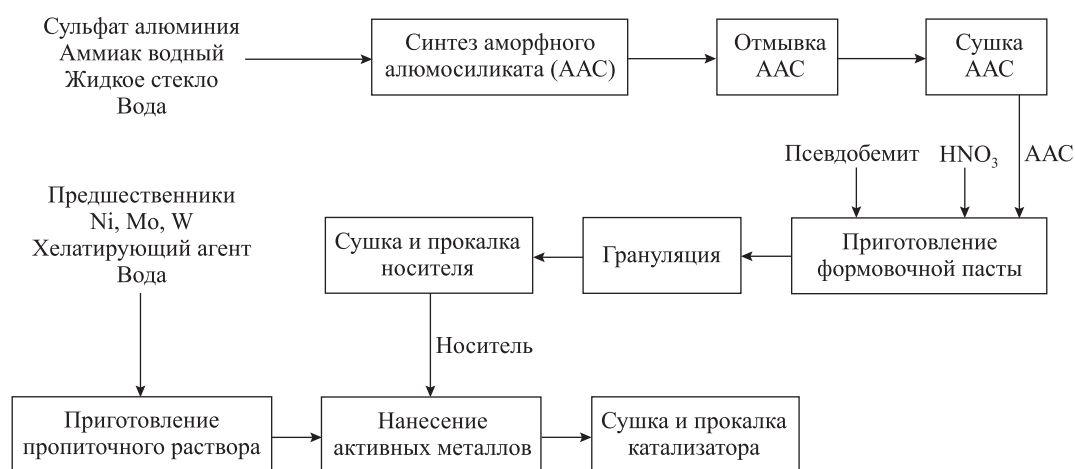 Сульфат алюминия
Аммиак водный
Жидкое стекло
Вода
Синтез аморфного
алюмосиликата (ААС)
Отмывка
ААС
Сушка
ААС
Псевдобемит
HNO₃
ААС
Приготовление
формовочной пасты
Грануляция
Сушка и прокалка
носителя
Предшественники
Ni, Mo, W
Хелатирующий агент
Вода
Носитель
Приготовление
пропиточного раствора
Нанесение
активных металлов
Сушка и прокалка
катализатора